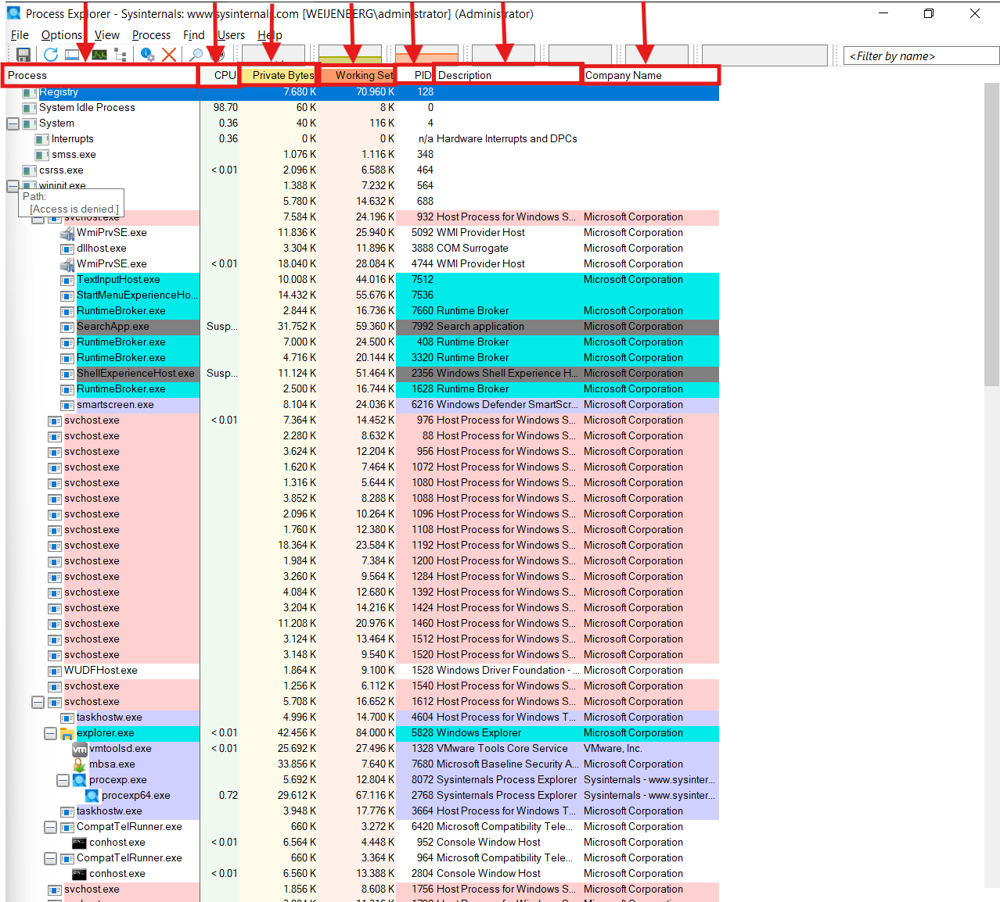 Process Explorer - Sysinternals: www.sysinternals.com [WEIJENBERG\administrator] (Administrator)
File Options View Process Find Users Help
<Filter by name>
Process CPU Private Bytes Working Set PID Description Company Name
Registry 7.680 K 70.960 K 128
System Idle Process 98.70 60 K 8 K 0
System 0.36 40 K 116 K 4
Interrupts 0.36 0 K 0 K n/a Hardware Interrupts and DPCs
smss.exe 1.076 K 1.116 K 348
csrss.exe < 0.01 2.096 K 6.588 K 464
wininit.exe 1.388 K 7.232 K 564
Path:
5.780 K 14.632 K 688
[Access is denied.]
svchost.exe 7.584 K 24.196 K 932 Host Process for Windows S... Microsoft Corporation
WmiPrvSE.exe 11.836 K 25.940 K 5092 WMI Provider Host Microsoft Corporation
dllhost.exe 3.304 K 11.896 K 3888 COM Surrogate Microsoft Corporation
WmiPrvSE.exe < 0.01 18.040 K 28.084 K 4744 WMI Provider Host Microsoft Corporation
TextInputHost.exe 10.008 K 44.016 K 7512 Microsoft Corporation
StartMenuExperienceHo... 14.432 K 55.676 K 7536
RuntimeBroker.exe 2.844 K 16.736 K 7660 Runtime Broker Microsoft Corporation
SearchApp.exe Susp... 31.752 K 59.360 K 7992 Search application Microsoft Corporation
RuntimeBroker.exe 7.000 K 24.500 K 408 Runtime Broker Microsoft Corporation
RuntimeBroker.exe 4.716 K 20.144 K 3320 Runtime Broker Microsoft Corporation
ShellExperienceHost.exe Susp... 11.124 K 51.464 K 2356 Windows Shell Experience H... Microsoft Corporation
RuntimeBroker.exe 2.500 K 16.744 K 1628 Runtime Broker Microsoft Corporation
smartscreen.exe 8.104 K 24.036 K 6216 Windows Defender SmartScr... Microsoft Corporation
svchost.exe < 0.01 7.364 K 14.452 K 976 Host Process for Windows S... Microsoft Corporation
svchost.exe 2.280 K 8.632 K 88 Host Process for Windows S... Microsoft Corporation
svchost.exe 3.624 K 12.204 K 956 Host Process for Windows S... Microsoft Corporation
svchost.exe 1.620 K 7.464 K 1072 Host Process for Windows S... Microsoft Corporation
svchost.exe 1.316 K 5.644 K 1080 Host Process for Windows S... Microsoft Corporation
svchost.exe 3.852 K 8.288 K 1088 Host Process for Windows S... Microsoft Corporation
svchost.exe 2.096 K 10.264 K 1096 Host Process for Windows S... Microsoft Corporation
svchost.exe 1.760 K 12.380 K 1108 Host Process for Windows S... Microsoft Corporation
svchost.exe 18.364 K 23.584 K 1192 Host Process for Windows S... Microsoft Corporation
svchost.exe 1.984 K 7.384 K 1200 Host Process for Windows S... Microsoft Corporation
svchost.exe 3.260 K 9.564 K 1284 Host Process for Windows S... Microsoft Corporation
svchost.exe 4.084 K 12.680 K 1392 Host Process for Windows S... Microsoft Corporation
svchost.exe 3.204 K 14.216 K 1424 Host Process for Windows S... Microsoft Corporation
svchost.exe 11.208 K 20.976 K 1460 Host Process for Windows S... Microsoft Corporation
svchost.exe 3.124 K 13.464 K 1512 Host Process for Windows S... Microsoft Corporation
svchost.exe 3.148 K 9.540 K 1520 Host Process for Windows S... Microsoft Corporation
WUDFHost.exe 1.864 K 9.100 K 1528 Windows Driver Foundation - ... Microsoft Corporation
svchost.exe 1.256 K 6.112 K 1540 Host Process for Windows S... Microsoft Corporation
svchost.exe 5.708 K 16.652 K 1612 Host Process for Windows S... Microsoft Corporation
taskhostw.exe 4.996 K 14.700 K 4604 Host Process for Windows T... Microsoft Corporation
explorer.exe < 0.01 42.456 K 84.000 K 5828 Windows Explorer Microsoft Corporation
vmtoolsd.exe < 0.01 25.692 K 27.496 K 1328 VMware Tools Core Service VMware, Inc.
mbsa.exe 33.856 K 7.640 K 7680 Microsoft Baseline Security A... Microsoft Corporation
procexp.exe 5.692 K 12.804 K 8072 Sysinternals Process Explorer Sysinternals - www.sysinter...
procexp64.exe 0.72 29.612 K 67.116 K 2768 Sysinternals Process Explorer Sysinternals - www.sysinter...
taskhostw.exe 3.948 K 17.776 K 3664 Host Process for Windows T... Microsoft Corporation
CompatTelRunner.exe 660 K 3.272 K 6420 Microsoft Compatibility Tele... Microsoft Corporation
conhost.exe < 0.01 6.564 K 4.448 K 952 Console Window Host Microsoft Corporation
CompatTelRunner.exe 660 K 3.364 K 964 Microsoft Compatibility Tele... Microsoft Corporation
conhost.exe < 0.01 6.560 K 13.388 K 2804 Console Window Host Microsoft Corporation
svchost.exe 1.856 K 8.608 K 1756 Host Process for Windows S... Microsoft Corporation